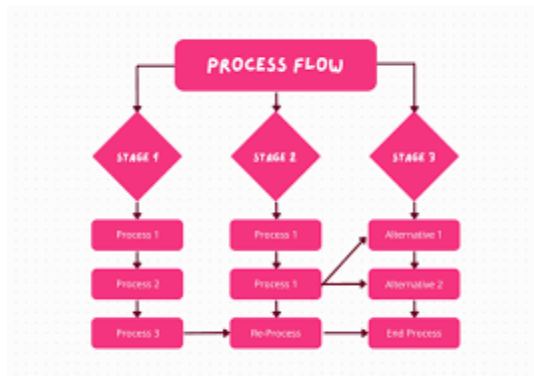 PROCESS FLOW
STAGE 1
STAGE 2
STAGE 3
Process 1
Process 1
Alternative 1
Process 2
Process 1
Alternative 2
Process 3
Re-Process
End Process